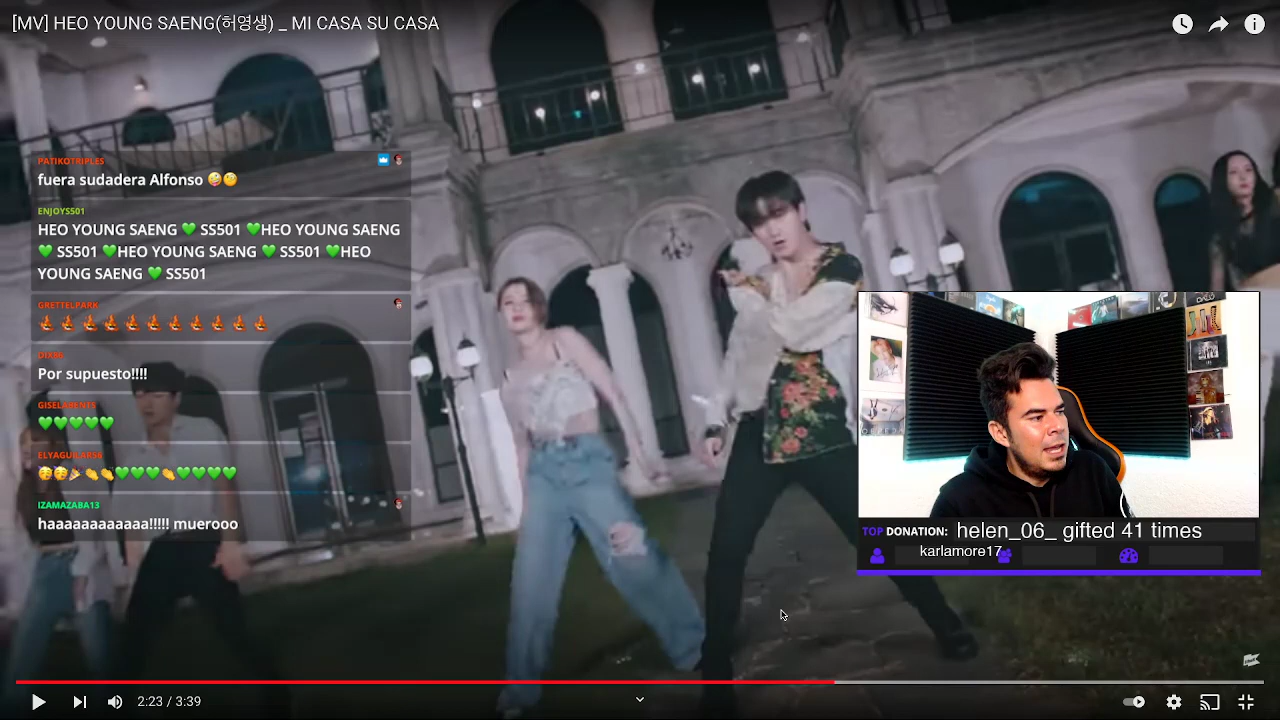 [MV] HEO YOUNG SAENG(허영생) _ MI CASA SU CASA
PATIKOTRIPLES
fuera sudadera Alfonso 🤪🧐
ENJOYS501
HEO YOUNG SAENG 💚 SS501 💚HEO YOUNG SAENG
💚 SS501 💚HEO YOUNG SAENG 💚 SS501 💚HEO
YOUNG SAENG 💚 SS501
GRETTELPARK
Por supuesto!!!!
💚💚💚💚💚
🥳🥳🎉👏👏💚💚💚👏💚💚💚💚
IZAMAZABA13
haaaaaaaaaaaa!!!!! muerooo
TOP DONATION: helen_06_ gifted 41 times
karlamore17
2:23 / 3:39